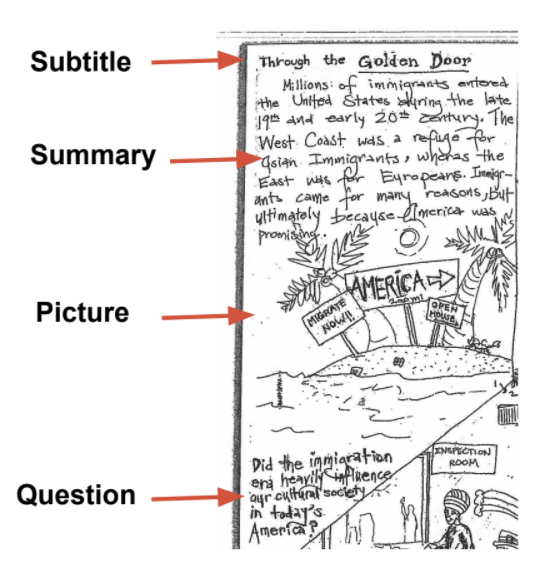 Subtitle
Through the Golden Door
Millions of immigrants entered
the United States during the late
19th and early 20th century. The
Summary
West Coast was a refuge for
Asian Immigrants, wheras the
East was for Europeans. Immigr-
ants came for many reasons, but
ultimately because America was
promising.
Picture
AMERICA
MIGRATE
NOW!!
OPEN
HOUSE
Question
Did the immigration
era heavily influence
our cultural society
in today's
America?
INSPECTION
ROOM